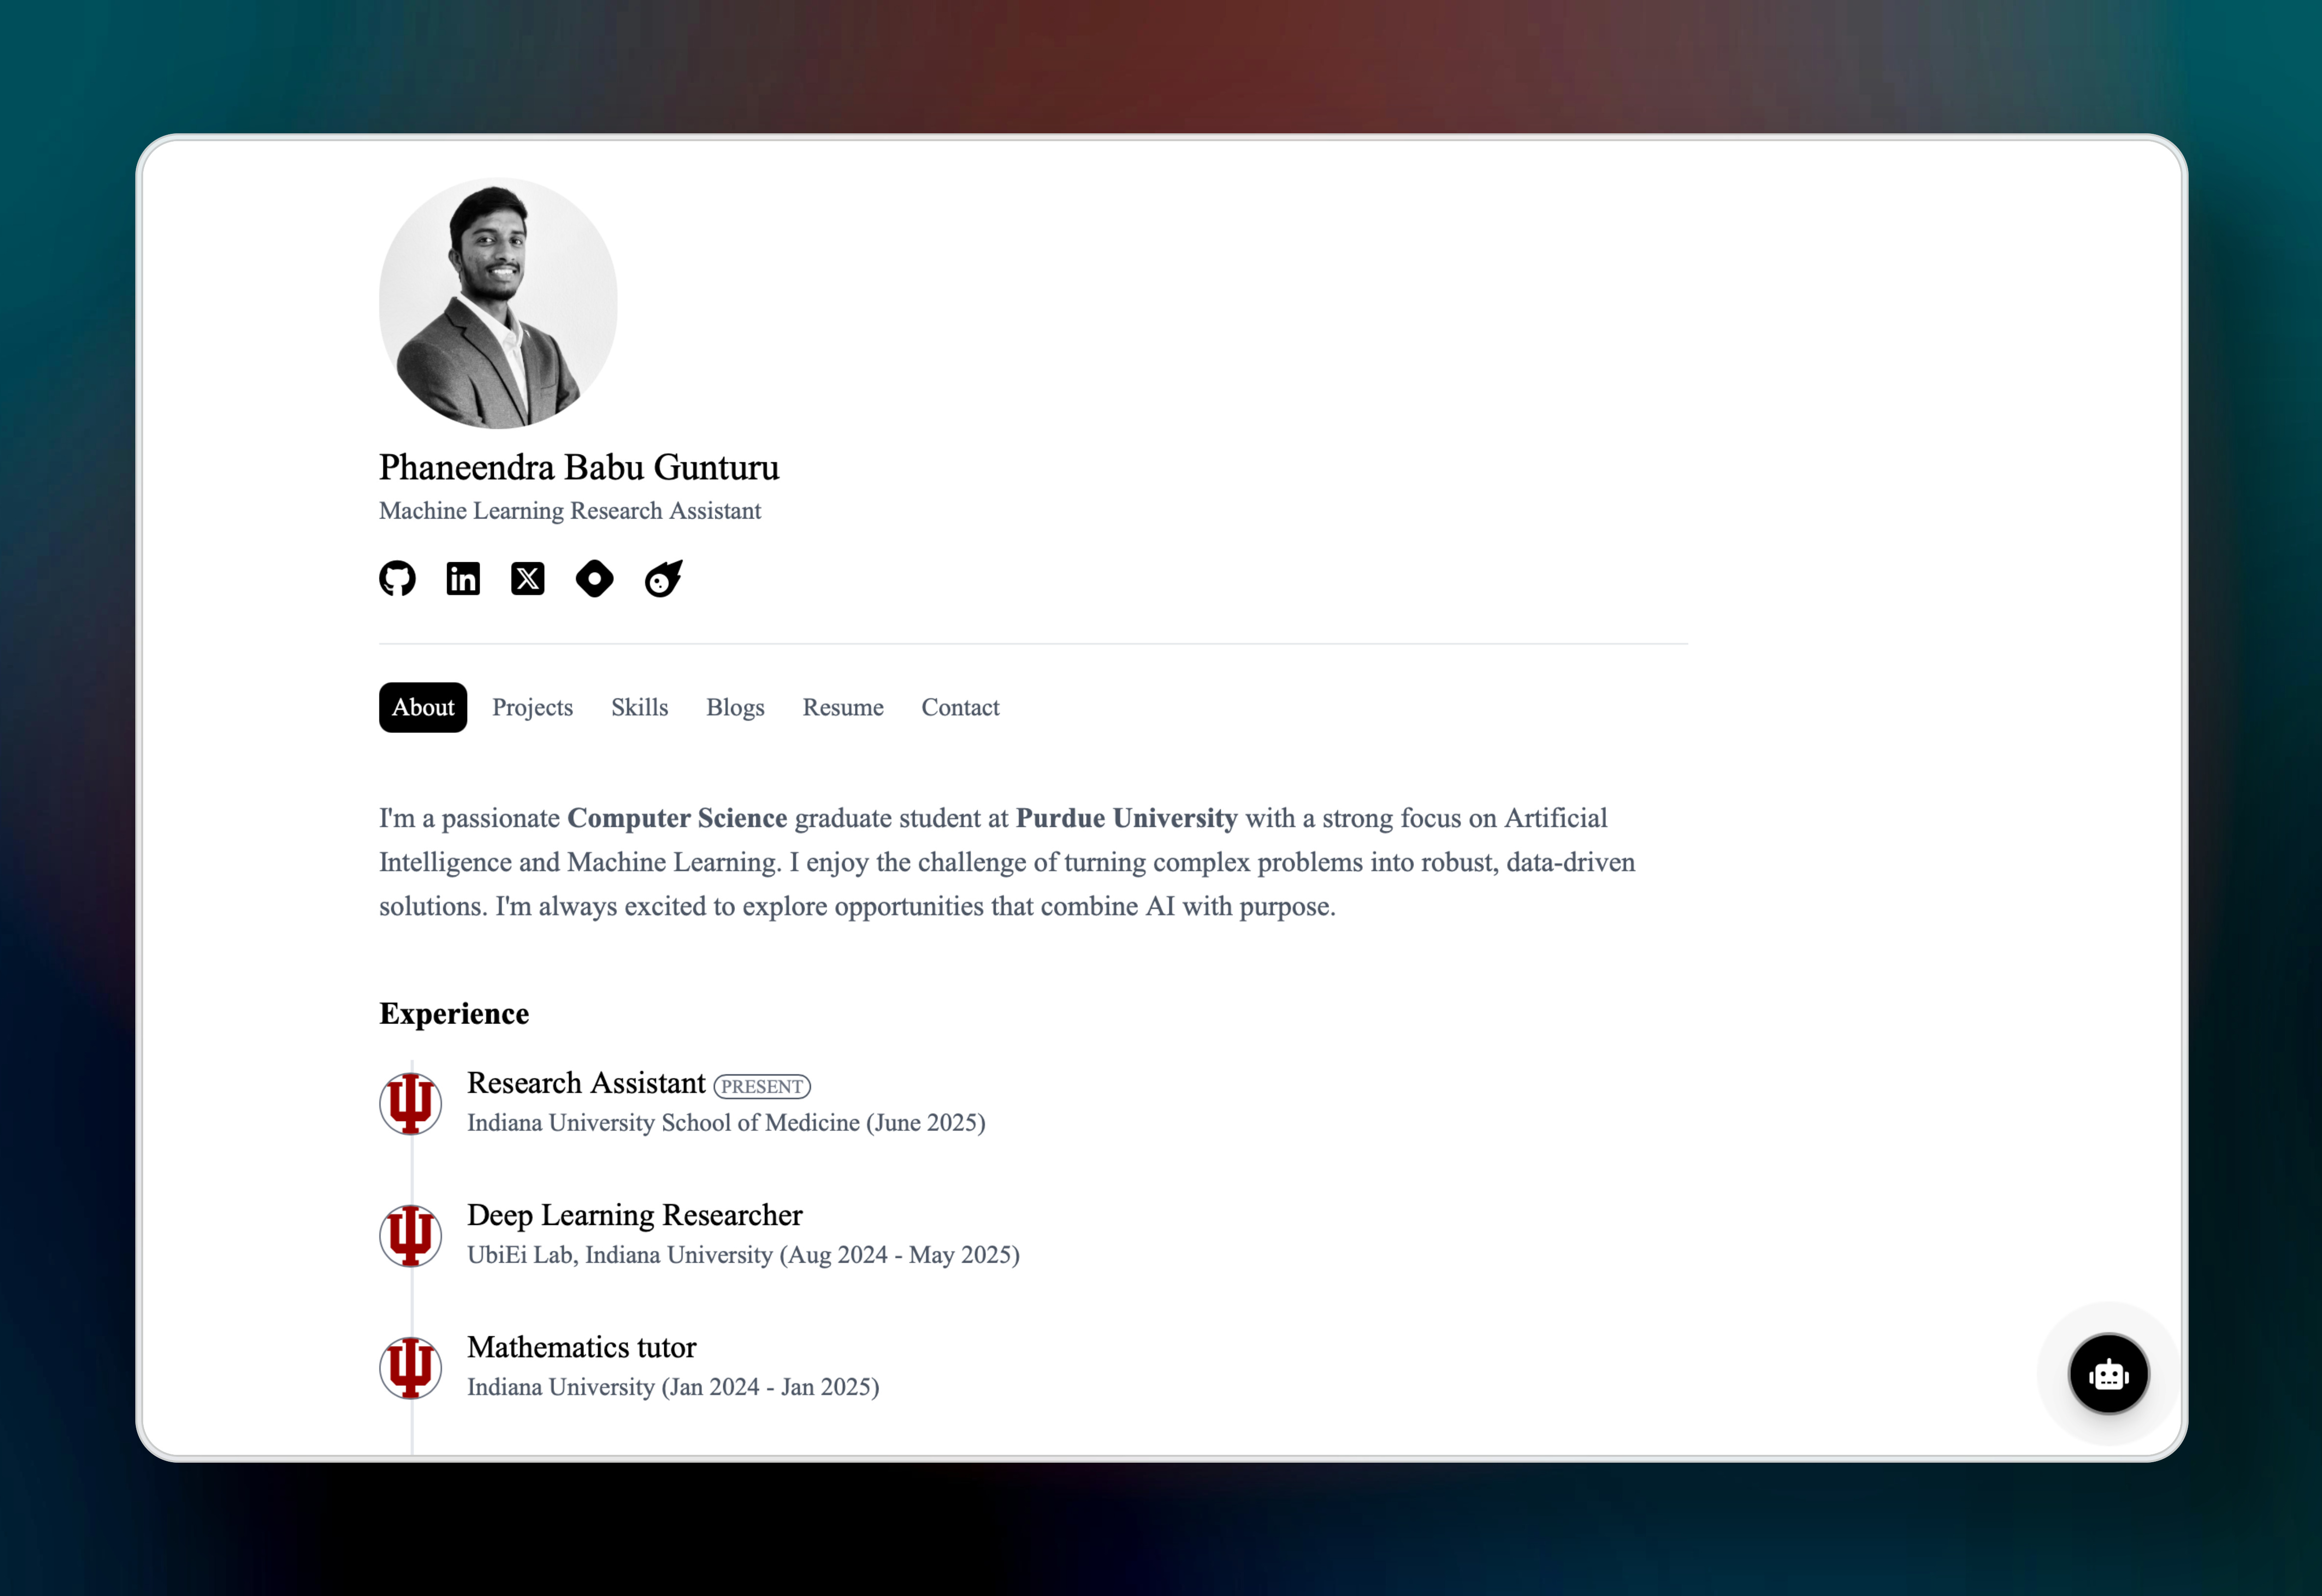 Phaneendra Babu Gunturu
Machine Learning Research Assistant
About Projects Skills Blogs Resume Contact
I'm a passionate Computer Science graduate student at Purdue University with a strong focus on Artificial
Intelligence and Machine Learning. I enjoy the challenge of turning complex problems into robust, data-driven
solutions. I'm always excited to explore opportunities that combine AI with purpose.
Experience
Research Assistant PRESENT
Indiana University School of Medicine (June 2025)
Deep Learning Researcher
UbiEi Lab, Indiana University (Aug 2024 - May 2025)
Mathematics tutor
Indiana University (Jan 2024 - Jan 2025)